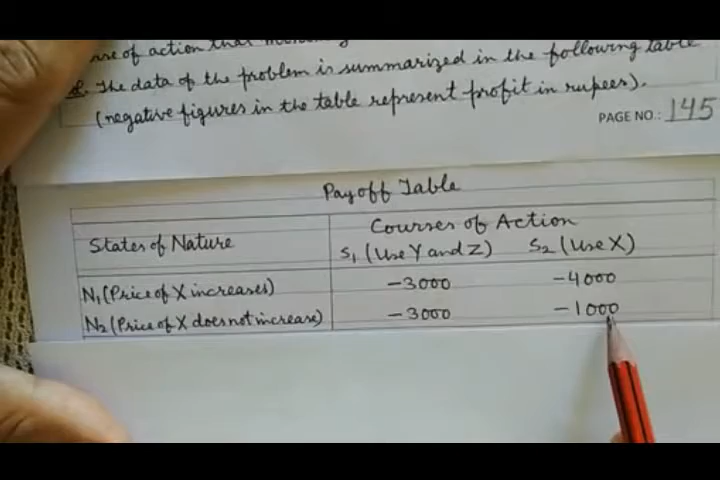 of action that
The data of the problem is summarized in the following table
(negative figures in the table represent profit in rupees).
PAGE NO.: 145
Payoff Table
States of Nature
Courses of Action
S₁ (Use Y and Z) S₂ (Use X)
N₁ (Price of X increases) -3000 -4000
N₂ (Price of X does not increase) -3000 -1000